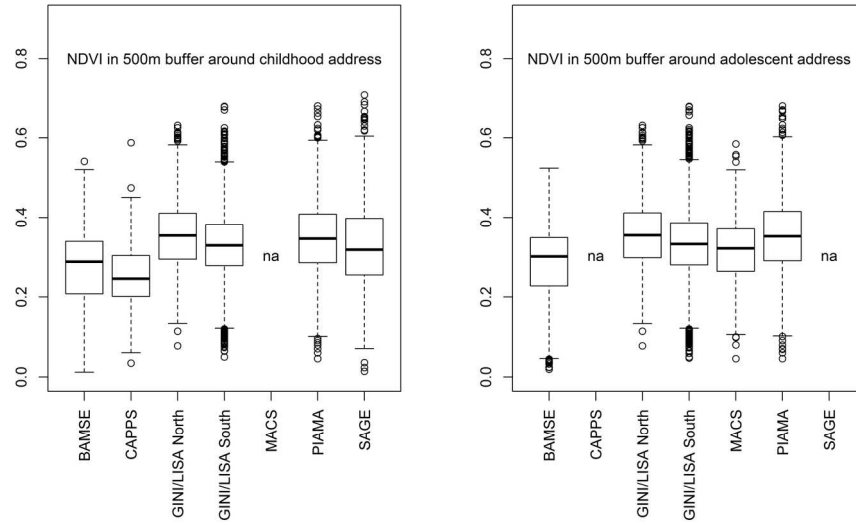 NDVI in 500m buffer around childhood address
0.8
0.6
0.4
0.2
0.0
na
BAMSE
CAPPS
GINI/LISA North
GINI/LISA South
MACS
PIAMA
SAGE
NDVI in 500m buffer around adolescent address
0.8
0.6
0.4
0.2
0.0
na
na
BAMSE
CAPPS
GINI/LISA North
GINI/LISA South
MACS
PIAMA
SAGE